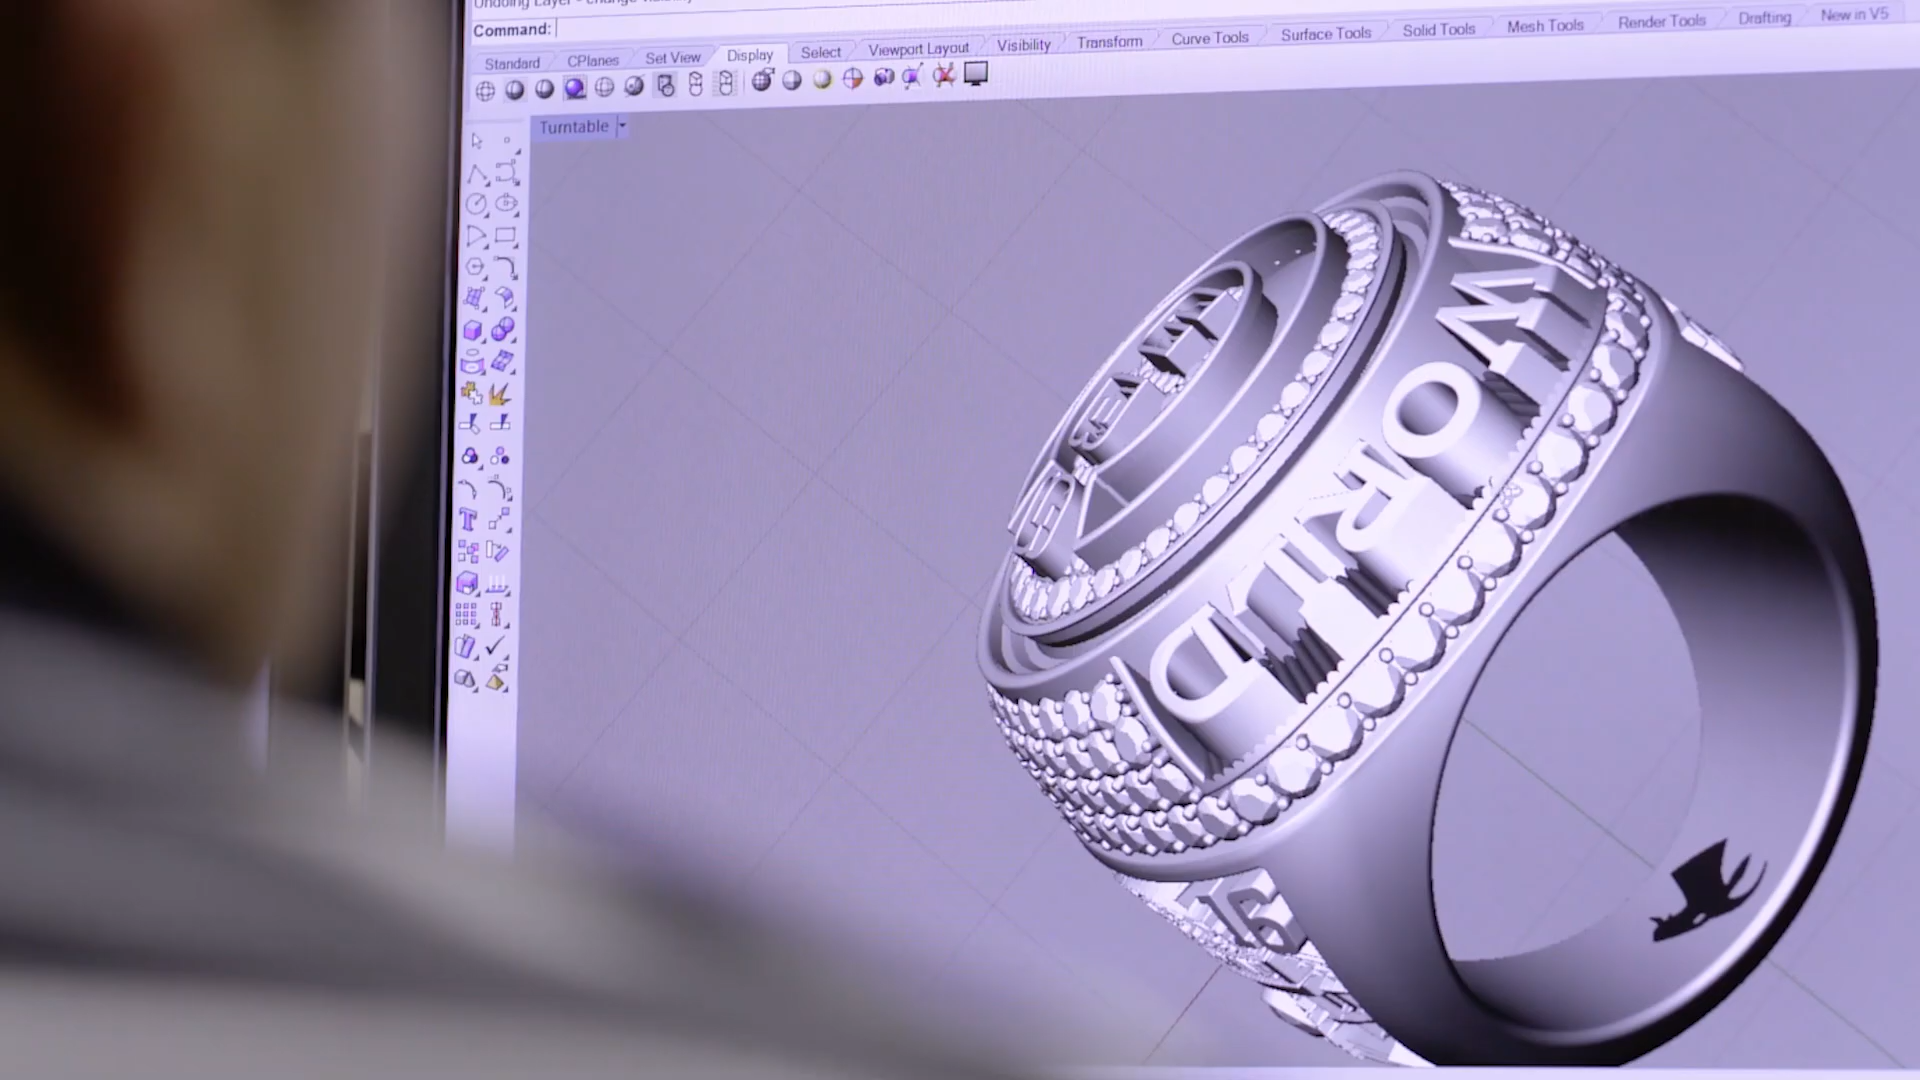 Command:
Standard CPlanes Set View Display Select Viewport Layout Visibility Transform Curve Tools Surface Tools Solid Tools Mesh Tools Render Tools Drafting New in V5
Turntable
T
WORLD
16